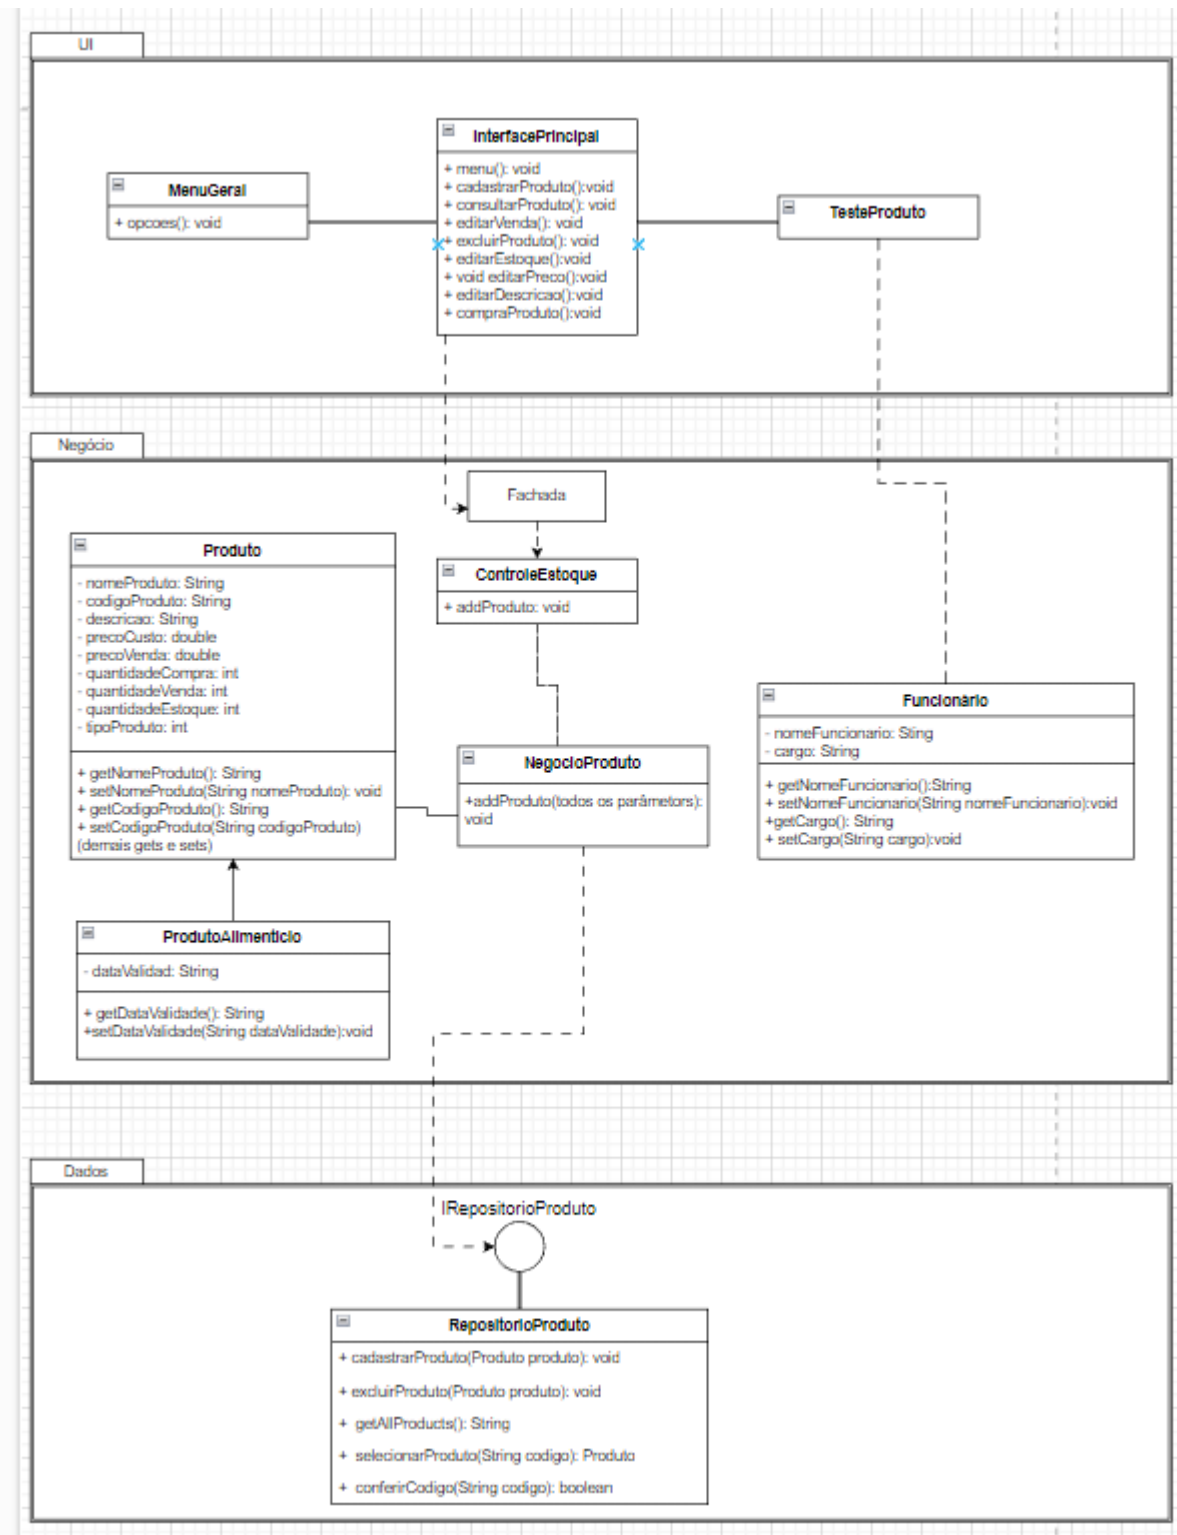 UI
InterfacePrincipal
+ menu(): void
+ cadastrarProduto():void
+ consultarProduto(): void
+ editarVenda(): void
+ excluirProduto(): void
+ editarEstoque():void
+ void editarPreco():void
+ editarDescricao():void
+ compraProduto():void
MenuGeral
+ opcoes(): void
TesteProduto
Negócio
Fachada
ControleEstoque
+ addProduto: void
Produto
- nomeProduto: String
- codigoProduto: String
- descricao: String
- precoCusto: double
- precoVenda: double
- quantidadeCompra: int
- quantidadeVenda: int
- quantidadeEstoque: int
- tipoProduto: int
+ getNomeProduto(): String
+ setNomeProduto(String nomeProduto): void
+ getCodigoProduto(): String
+ setCodigoProduto(String codigoProduto)
(demais gets e sets)
NegocioProduto
+addProduto(todos os parâmetors):
void
Funcionário
- nomeFuncionario: Sting
- cargo: String
+ getNomeFuncionario():String
+ setNomeFuncionario(String nomeFuncionario):void
+getCargo(): String
+ setCargo(String cargo):void
ProdutoAlimenticio
- dataValidad: String
+ getDataValidade(): String
+setDataValidade(String dataValidade):void
Dados
IRepositorioProduto
RepositorioProduto
+ cadastrarProduto(Produto produto): void
+ excluirProduto(Produto produto): void
+ getAllProducts(): String
+ selecionarProduto(String codigo): Produto
+ conferirCodigo(String codigo): boolean